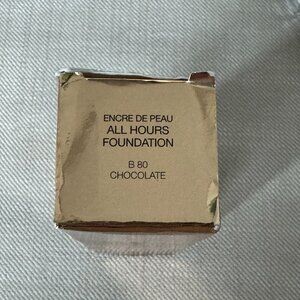 ENCRE DE PEAU
ALL HOURS
FOUNDATION
B 80
CHOCOLATE